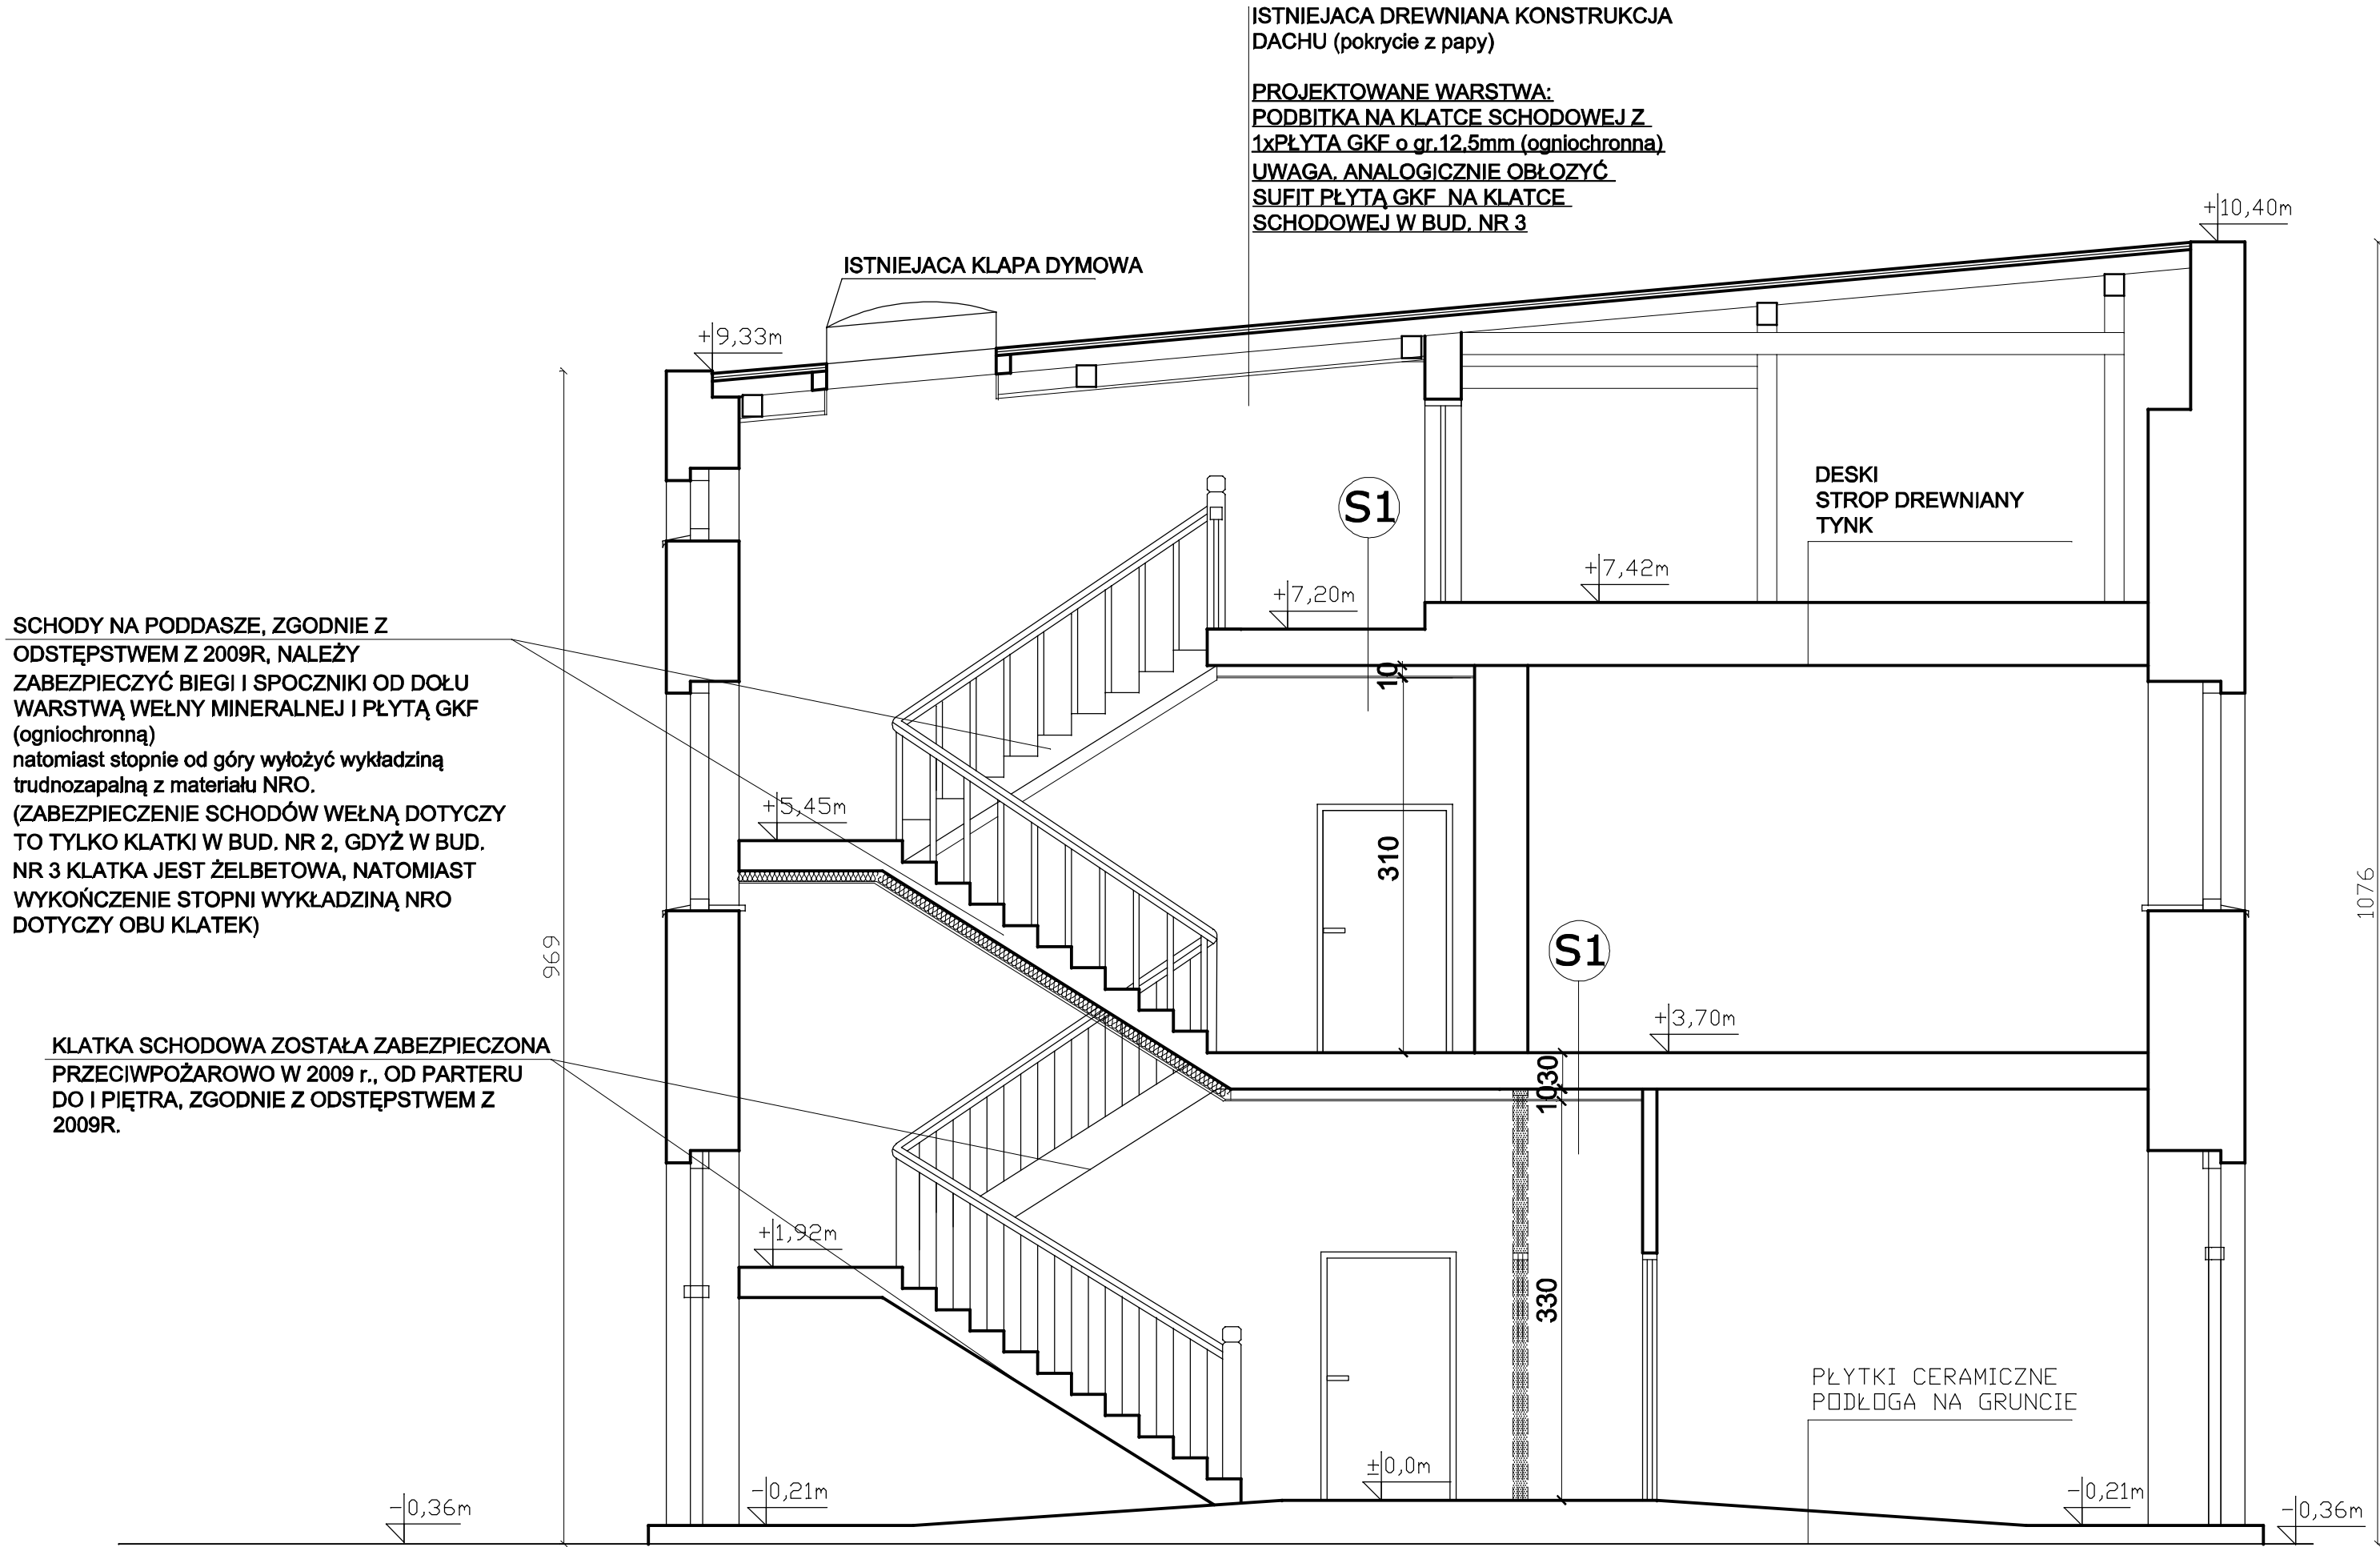 ISTNIEJACA DREWNIANA KONSTRUKCJA
DACHU (pokrycie z papy)
PROJEKTOWANE WARSTWA:
PODBITKA NA KLATCE SCHODOWEJ Z
1xPŁYTA GKF o gr.12,5mm (ogniochronna)
UWAGA. ANALOGICZNIE OBŁOZYĆ
SUFIT PŁYTĄ GKF NA KLATCE
SCHODOWEJ W BUD. NR 3
+10,40m
ISTNIEJACA KLAPA DYMOWA
+9,33m
DESKI
STROP DREWNIANY
TYNK
S1
+7,42m
+7,20m
SCHODY NA PODDASZE, ZGODNIE Z
ODSTĘPSTWEM Z 2009R, NALEŻY
ZABEZPIECZYĆ BIEGI I SPOCZNIKI OD DOŁU
WARSTWĄ WEŁNY MINERALNEJ I PŁYTĄ GKF
(ogniochronną)
natomiast stopnie od góry wyłożyć wykładziną
trudnozapalną z materiału NRO.
(ZABEZPIECZENIE SCHODÓW WEŁNĄ DOTYCZY
TO TYLKO KLATKI W BUD. NR 2, GDYŻ W BUD.
NR 3 KLATKA JEST ŻELBETOWA, NATOMIAST
WYKOŃCZENIE STOPNI WYKŁADZINĄ NRO
DOTYCZY OBU KLATEK)
10
+5,45m
310
1076
969
S1
+3,70m
KLATKA SCHODOWA ZOSTAŁA ZABEZPIECZONA
PRZECIWPOŻAROWO W 2009 r., OD PARTERU
DO I PIĘTRA, ZGODNIE Z ODSTĘPSTWEM Z
2009R.
30
10
+1,92m
330
PŁYTKI CERAMICZNE
PODŁOGA NA GRUNCIE
±0,0m
-0,36m
-0,21m
-0,21m
-0,36m